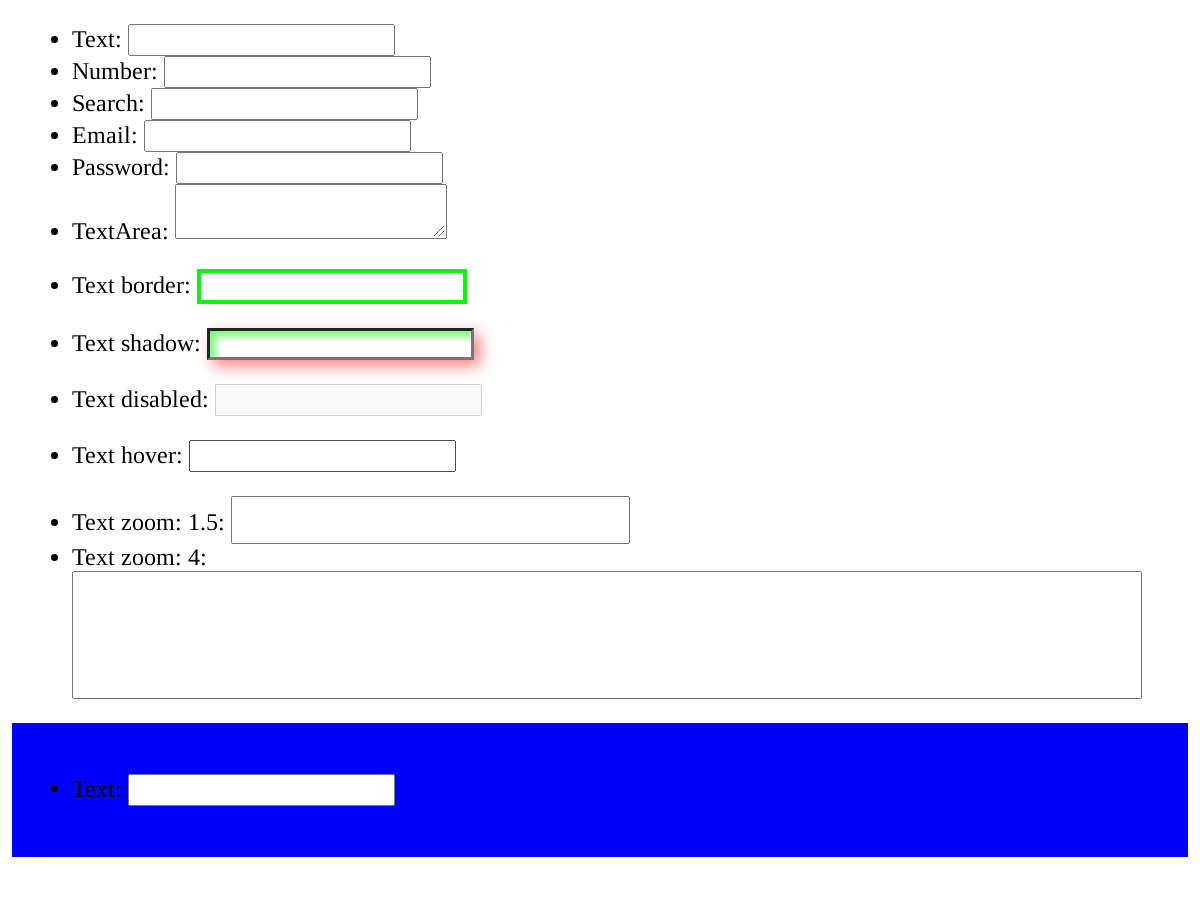 Text:
Number:
Search:
Email:
Password:
TextArea:
Text border:
Text shadow:
Text disabled:
Text hover:
Text zoom: 1.5:
Text zoom: 4:
Text: